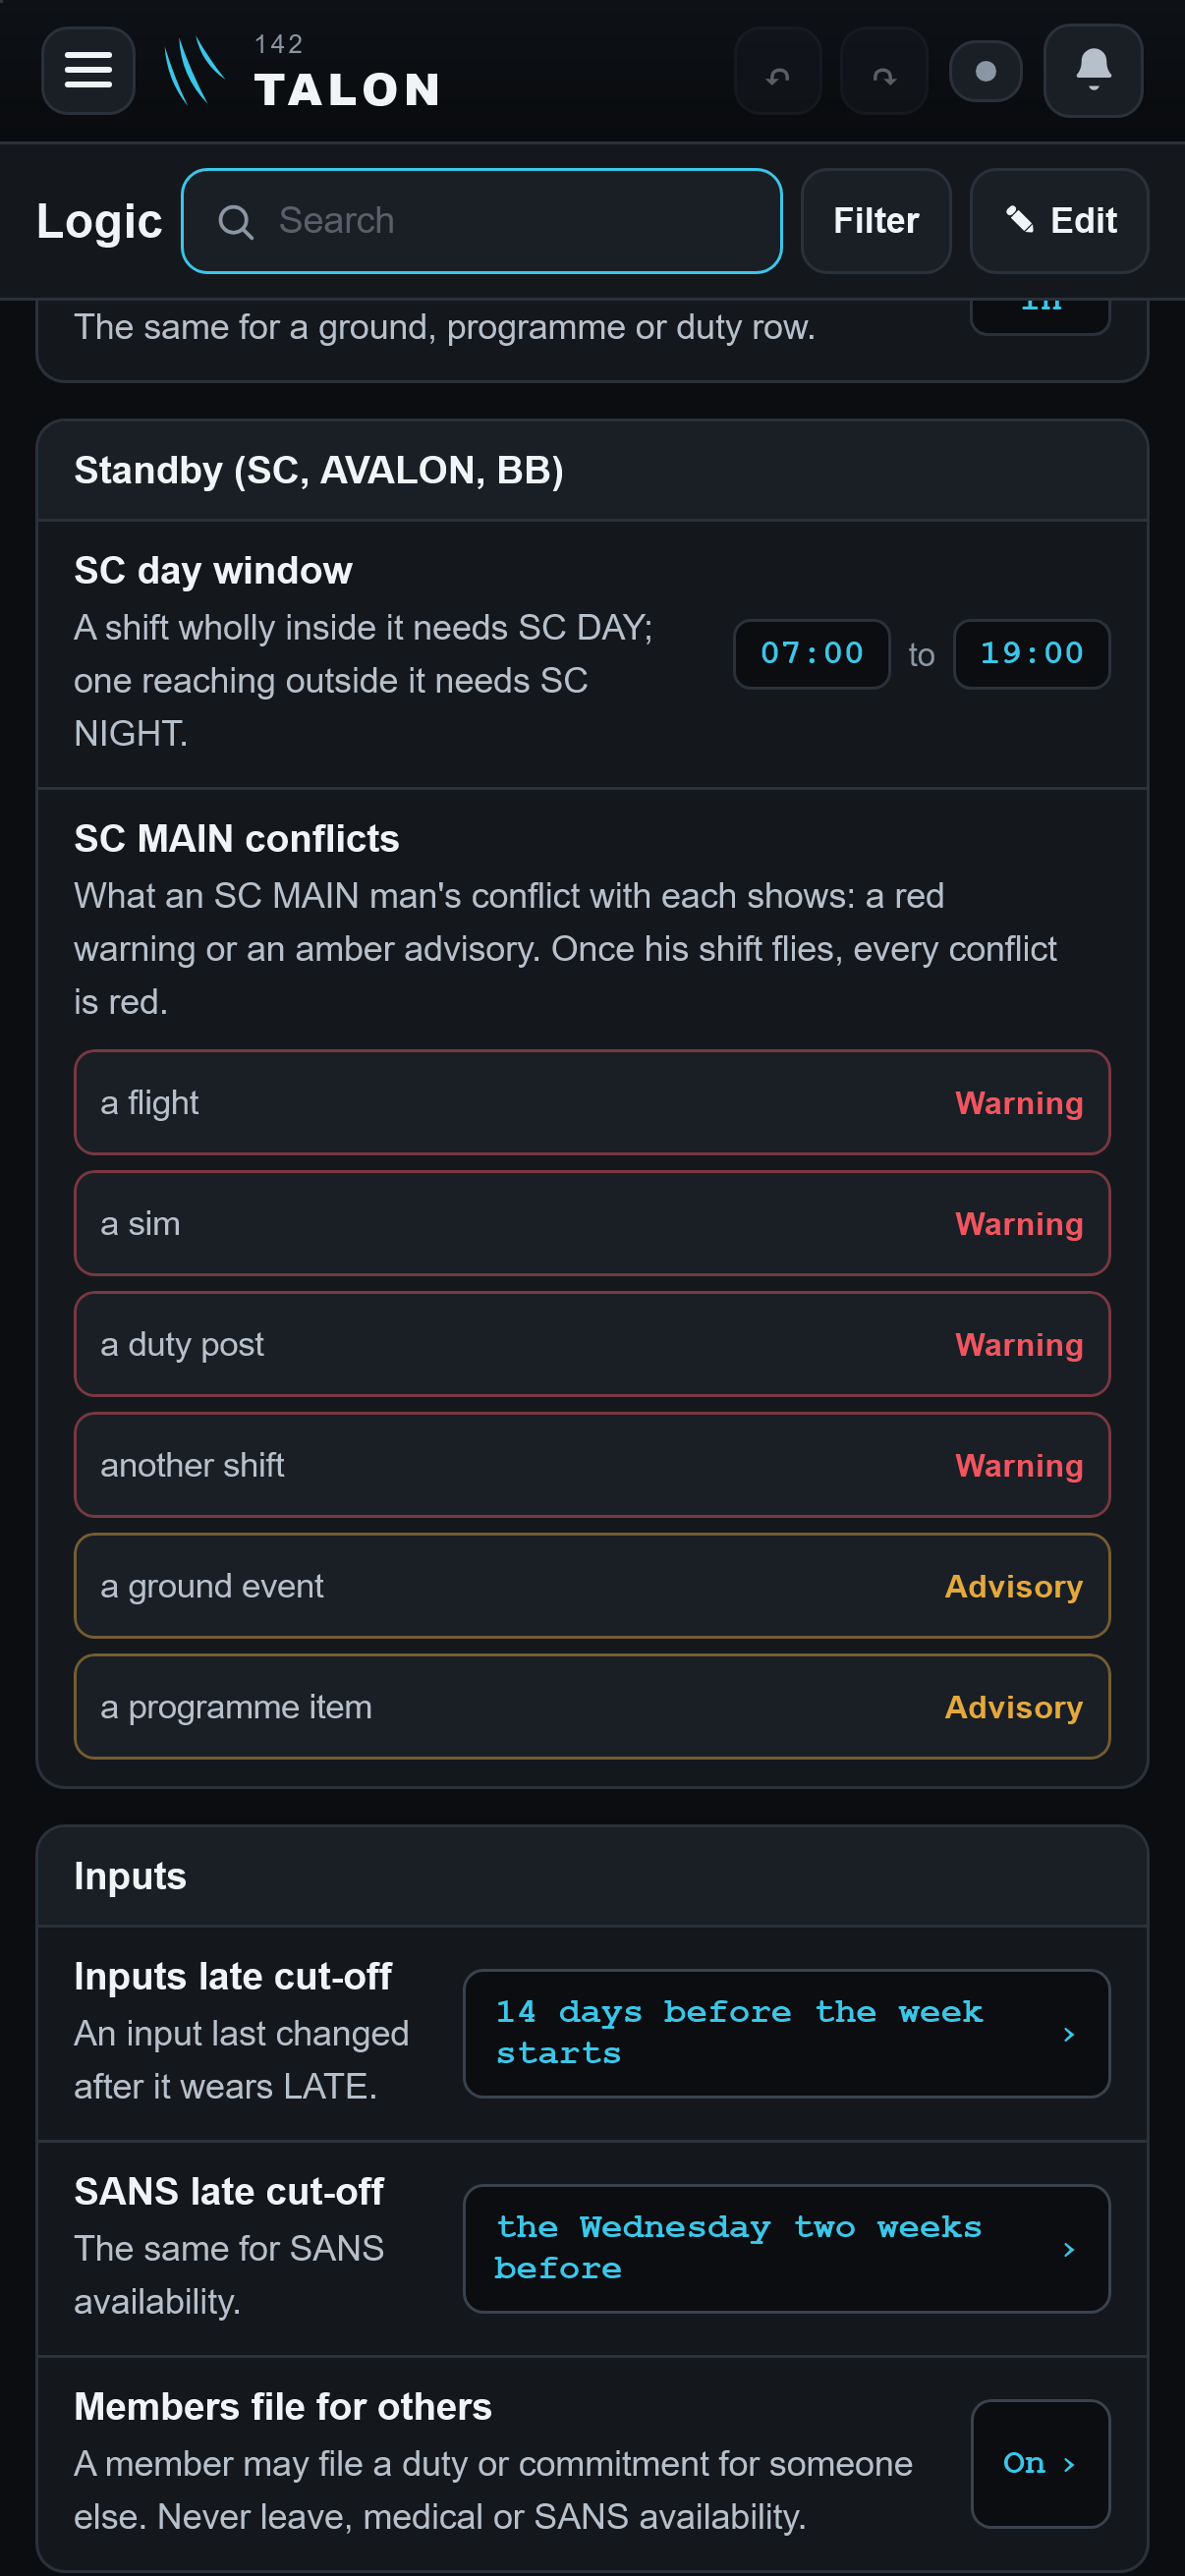 142
TALON
Logic
Search
Filter
Edit
The same for a ground, programme or duty row.
Standby (SC, AVALON, BB)
SC day window
A shift wholly inside it needs SC DAY;
one reaching outside it needs SC
NIGHT.
07:00 to 19:00
SC MAIN conflicts
What an SC MAIN man's conflict with each shows: a red
warning or an amber advisory. Once his shift flies, every conflict
is red.
a flight Warning
a sim Warning
a duty post Warning
another shift Warning
a ground event Advisory
a programme item Advisory
Inputs
Inputs late cut-off
An input last changed
after it wears LATE.
14 days before the week
starts
SANS late cut-off
The same for SANS
availability.
the Wednesday two weeks
before
Members file for others
A member may file a duty or commitment for someone
else. Never leave, medical or SANS availability.
On